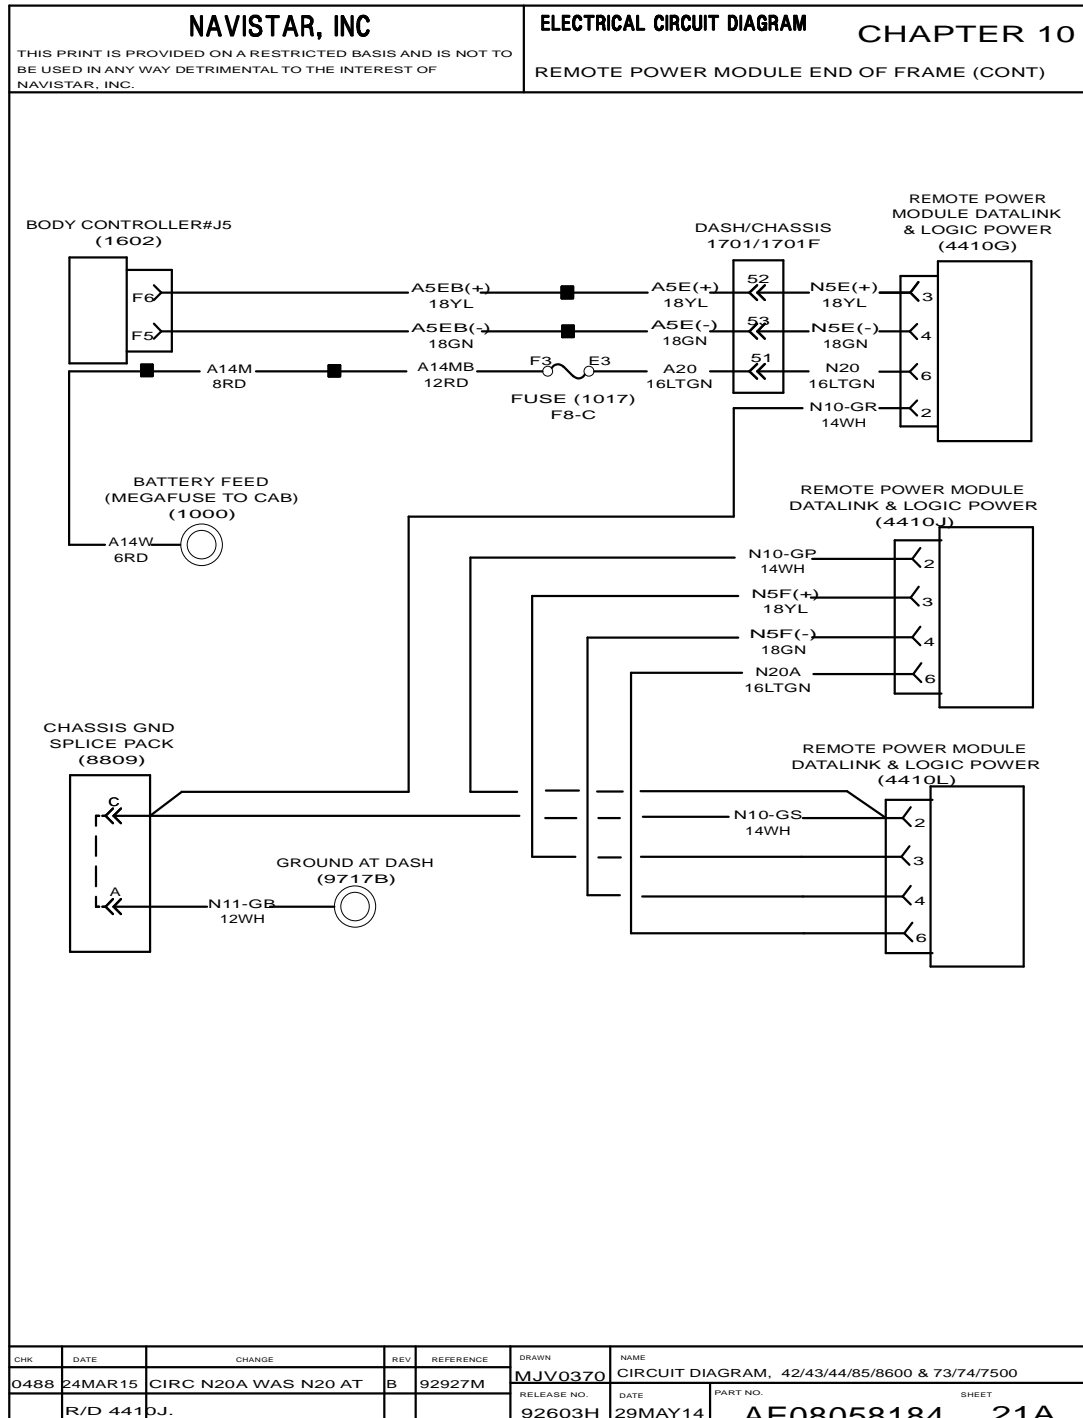 NAVISTAR, INC
THIS PRINT IS PROVIDED ON A RESTRICTED BASIS AND IS NOT TO
BE USED IN ANY WAY DETRIMENTAL TO THE INTEREST OF
NAVISTAR, INC.
ELECTRICAL CIRCUIT DIAGRAM
CHAPTER 10
REMOTE POWER MODULE END OF FRAME (CONT)
BODY CONTROLLER#J5
(1602)
DASH/CHASSIS
1701/1701F
REMOTE POWER
MODULE DATALINK
& LOGIC POWER
(4410G)
F6
A5EB(+)
18YL
A5E(+)
18YL
52
N5E(+)
18YL
3
F5
A5EB(-)
18GN
A5E(-)
18GN
53
N5E(-)
18GN
4
A14M
8RD
A14MB
12RD
F3
E3
FUSE (1017)
F8-C
A20
16LTGN
51
N20
16LTGN
6
N10-GR
14WH
2
BATTERY FEED
(MEGAFUSE TO CAB)
(1000)
A14W
6RD
REMOTE POWER MODULE
DATALINK & LOGIC POWER
(4410J)
N10-GP
14WH
2
N5F(+)
18YL
3
N5F(-)
18GN
4
N20A
16LTGN
6
CHASSIS GND
SPLICE PACK
(8809)
C
A
N11-GB
12WH
GROUND AT DASH
(9717B)
REMOTE POWER MODULE
DATALINK & LOGIC POWER
(4410L)
N10-GS
14WH
2
3
4
6
CHK DATE CHANGE REV REFERENCE
0488 24MAR15 CIRC N20A WAS N20 AT B 92927M
R/D 4410J.
DRAWN
MJV0370
NAME
CIRCUIT DIAGRAM, 42/43/44/85/8600 & 73/74/7500
RELEASE NO.
92603H
DATE
29MAY14
PART NO.
AE08058184
SHEET
21A